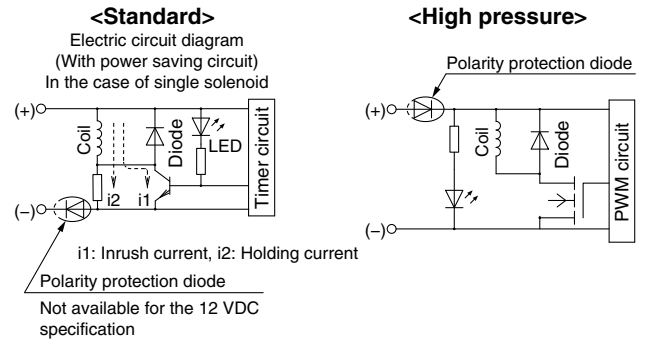 <Standard>
Electric circuit diagram
(With power saving circuit)
In the case of single solenoid
(+)
Coil
Diode
LED
Timer circuit
i2
i1
(–)
i1: Inrush current, i2: Holding current
Polarity protection diode
Not available for the 12 VDC
specification
<High pressure>
Polarity protection diode
(+)
Coil
Diode
PWM circuit
(–)